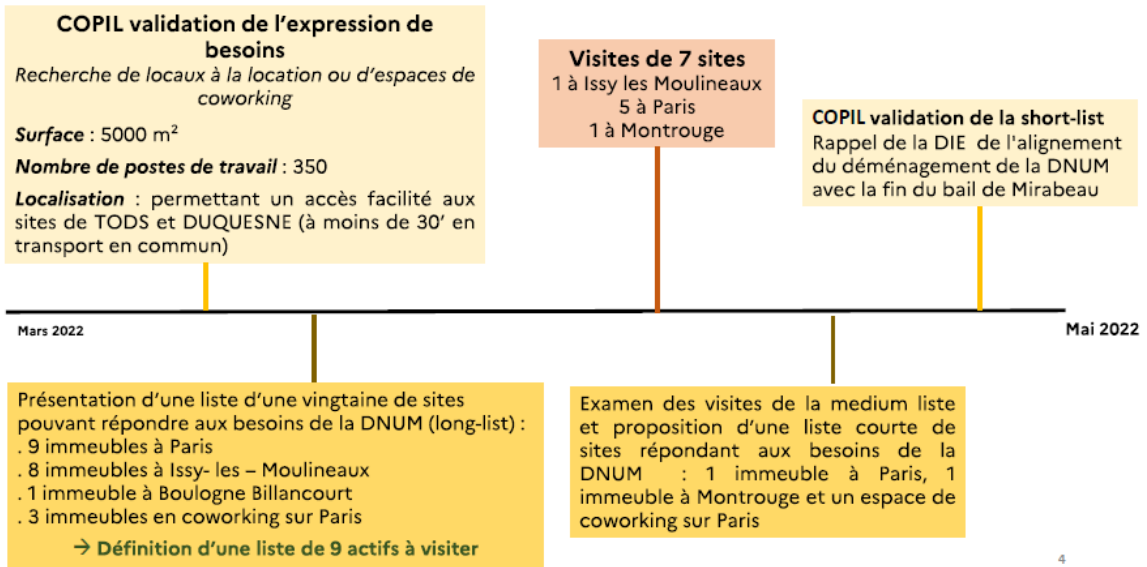 COPIL validation de l'expression de
besoins
Recherche de locaux à la location ou d'espaces de
coworking
Surface : 5000 m²
Nombre de postes de travail : 350
Localisation : permettant un accès facilité aux
sites de TODS et DUQUESNE (à moins de 30' en
transport en commun)
Visites de 7 sites
1 à Issy les Moulineaux
5 à Paris
1 à Montrouge
COPIL validation de la short-list
Rappel de la DIE de l'alignement
du déménagement de la DNUM
avec la fin du bail de Mirabeau
Mars 2022
Mai 2022
Présentation d'une liste d'une vingtaine de sites
pouvant répondre aux besoins de la DNUM (long-list) :
. 9 immeubles à Paris
. 8 immeubles à Issy- les – Moulineaux
. 1 immeuble à Boulogne Billancourt
. 3 immeubles en coworking sur Paris
→ Définition d'une liste de 9 actifs à visiter
Examen des visites de la medium liste
et proposition d'une liste courte de
sites répondant aux besoins de la
DNUM : 1 immeuble à Paris, 1
immeuble à Montrouge et un espace de
coworking sur Paris
4